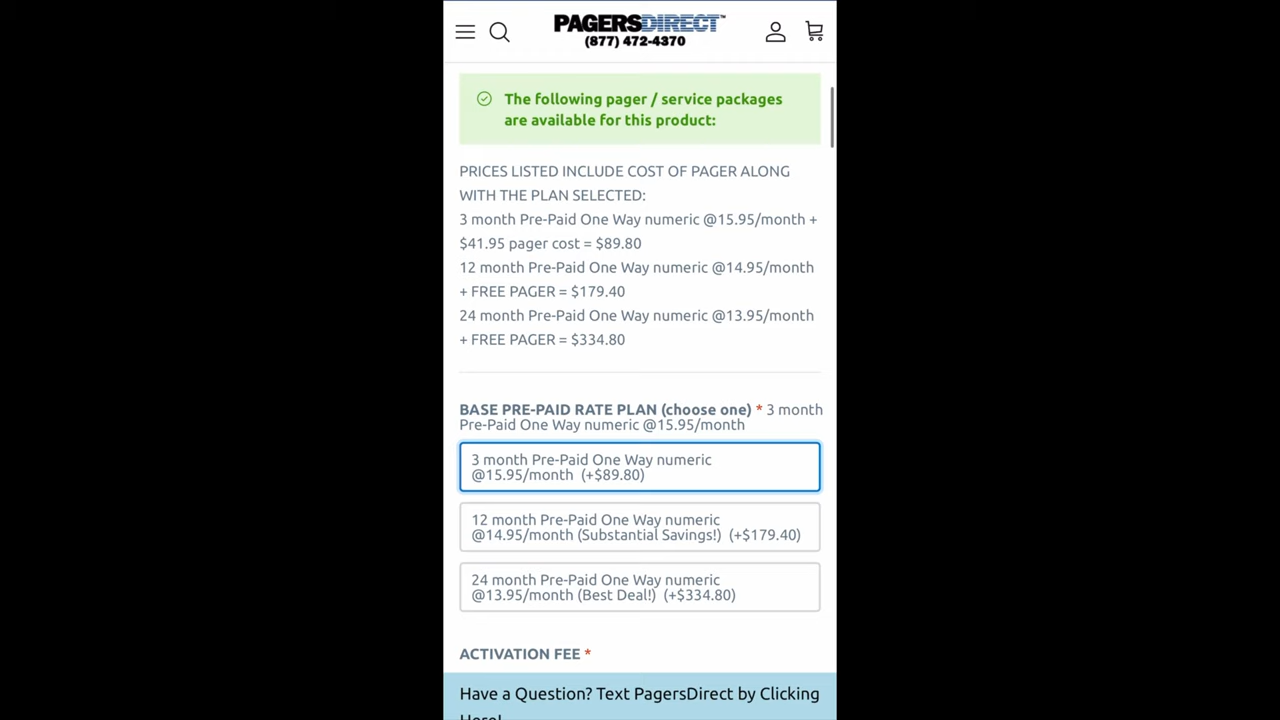 PAGERSDIRECT™
(877) 472-4370
The following pager / service packages
are available for this product:
PRICES LISTED INCLUDE COST OF PAGER ALONG
WITH THE PLAN SELECTED:
3 month Pre-Paid One Way numeric @15.95/month +
$41.95 pager cost = $89.80
12 month Pre-Paid One Way numeric @14.95/month
+ FREE PAGER = $179.40
24 month Pre-Paid One Way numeric @13.95/month
+ FREE PAGER = $334.80
BASE PRE-PAID RATE PLAN (choose one) * 3 month
Pre-Paid One Way numeric @15.95/month
3 month Pre-Paid One Way numeric
@15.95/month (+$89.80)
12 month Pre-Paid One Way numeric
@14.95/month (Substantial Savings!) (+$179.40)
24 month Pre-Paid One Way numeric
@13.95/month (Best Deal!) (+$334.80)
ACTIVATION FEE *
Have a Question? Text PagersDirect by Clicking
Here!